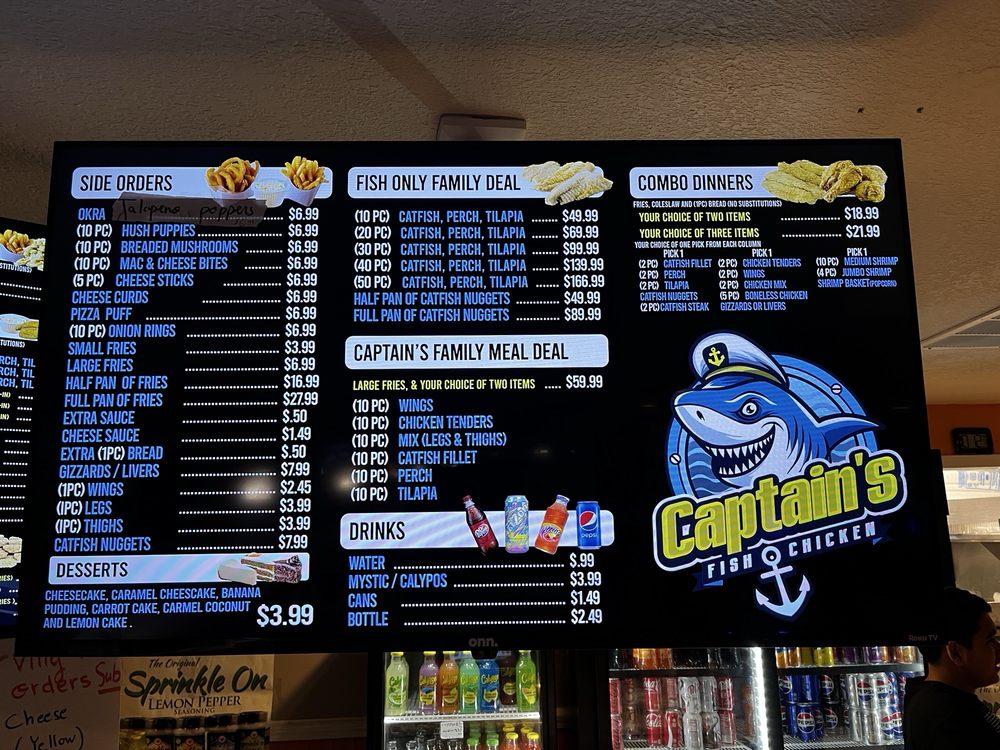 SIDE ORDERS
OKRA Jalapeno poppers $6.99
(10 PC) HUSH PUPPIES $6.99
(10 PC) BREADED MUSHROOMS $6.99
(10 PC) MAC & CHEESE BITES $6.99
(5 PC) CHEESE STICKS $6.99
CHEESE CURDS $6.99
PIZZA PUFF $6.99
(10 PC) ONION RINGS $6.99
SMALL FRIES $3.99
LARGE FRIES $6.99
HALF PAN OF FRIES $16.99
FULL PAN OF FRIES $27.99
EXTRA SAUCE $.50
CHEESE SAUCE $1.49
EXTRA (1PC) BREAD $.50
GIZZARDS / LIVERS $7.99
(1PC) WINGS $2.45
(1PC) LEGS $3.99
(1PC) THIGHS $3.99
CATFISH NUGGETS $7.99
DESSERTS
CHEESECAKE, CARAMEL CHEESCAKE, BANANA
PUDDING, CARROT CAKE, CARMEL COCONUT
AND LEMON CAKE. $3.99
FISH ONLY FAMILY DEAL
(10 PC) CATFISH, PERCH, TILAPIA $49.99
(20 PC) CATFISH, PERCH, TILAPIA $69.99
(30 PC) CATFISH, PERCH, TILAPIA $99.99
(40 PC) CATFISH, PERCH, TILAPIA $139.99
(50 PC) CATFISH, PERCH, TILAPIA $166.99
HALF PAN OF CATFISH NUGGETS $49.99
FULL PAN OF CATFISH NUGGETS $89.99
CAPTAIN'S FAMILY MEAL DEAL
LARGE FRIES, & YOUR CHOICE OF TWO ITEMS $59.99
(10 PC) WINGS
(10 PC) CHICKEN TENDERS
(10 PC) MIX (LEGS & THIGHS)
(10 PC) CATFISH FILLET
(10 PC) PERCH
(10 PC) TILAPIA
DRINKS
WATER $.99
MYSTIC / CALYPOS $3.99
CANS $1.49
BOTTLE $2.49
COMBO DINNERS
FRIES, COLESLAW AND (1PC) BREAD (NO SUBSTITUTIONS)
YOUR CHOICE OF TWO ITEMS $18.99
YOUR CHOICE OF THREE ITEMS $21.99
YOUR CHOICE OF ONE PICK FROM EACH COLUMN
PICK 1
(2 PC) CATFISH FILLET
(2 PC) PERCH
(2 PC) TILAPIA
CATFISH NUGGETS
(2 PC) CATFISH STEAK
PICK 1
(2 PC) CHICKEN TENDERS
(2 PC) WINGS
(2 PC) CHICKEN MIX
(5 PC) BONELESS CHICKEN
GIZZARDS OR LIVERS
PICK 1
(10 PC) MEDIUM SHRIMP
(4 PC) JUMBO SHRIMP
SHRIMP BASKET (POPCORN)
Captain's
FISH CHICKEN
pepsi
onn.
Roku TV
The Original
Sprinkle On
LEMON PEPPER
SEASONING
orders Sub
Cheese
(Yellow)